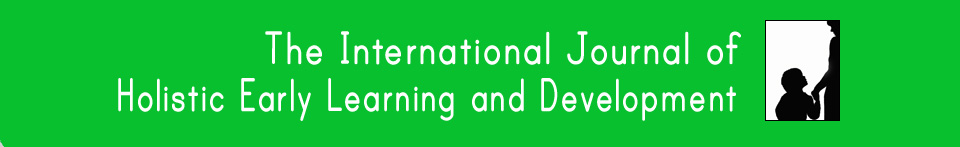 The International Journal of
Holistic Early Learning and Development